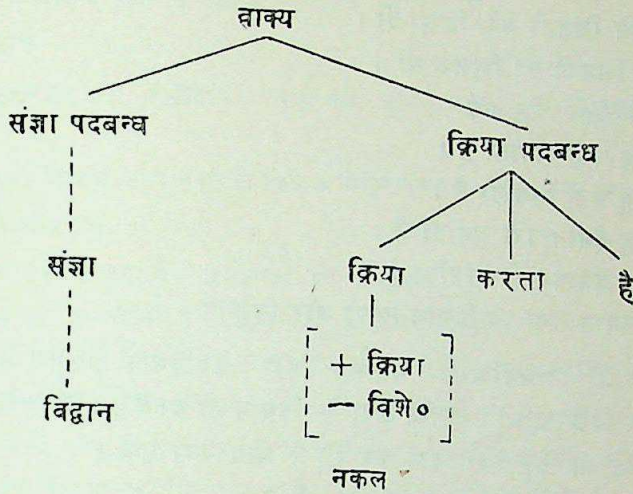 वाक्य
संज्ञा पदबन्ध
क्रिया पदबन्ध
संज्ञा
क्रिया करता है
+ क्रिया
– विशे०
विद्वान
नकल